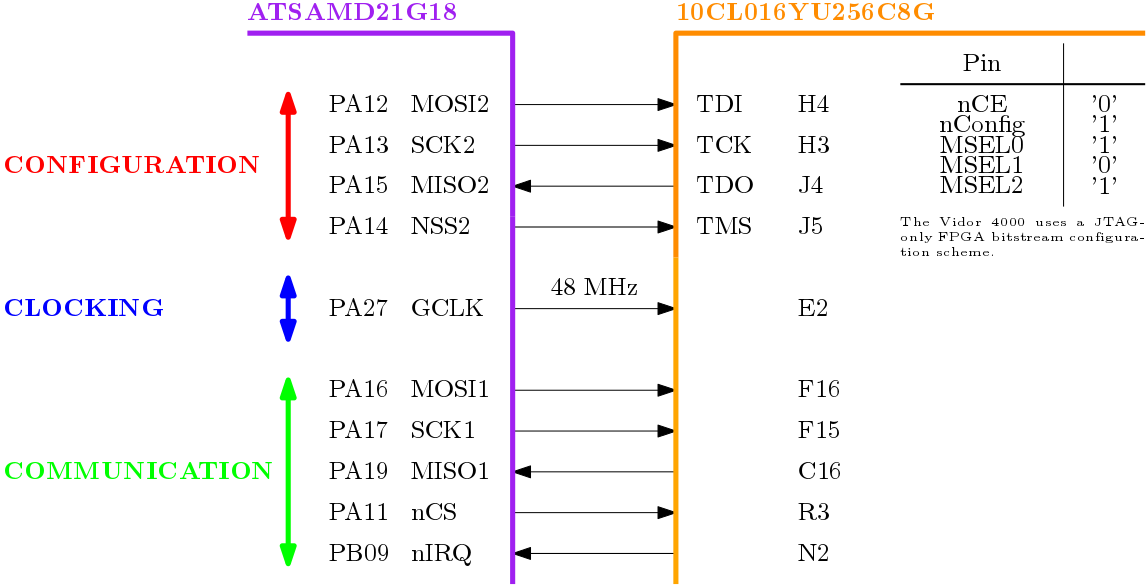 ATSAMD21G18 10CL016YU256C8G
Pin
PA12 MOSI2 TDI H4 nCE '0'
nConfig '1'
PA13 SCK2 TCK H3 MSEL0 '1'
CONFIGURATION MSEL1 '0'
PA15 MISO2 TDO J4 MSEL2 '1'
PA14 NSS2 TMS J5
The Vidor 4000 uses a JTAG-
only FPGA bitstream configura-
tion scheme.
48 MHz
CLOCKING PA27 GCLK E2
PA16 MOSI1 F16
PA17 SCK1 F15
COMMUNICATION PA19 MISO1 C16
PA11 nCS R3
PB09 nIRQ N2